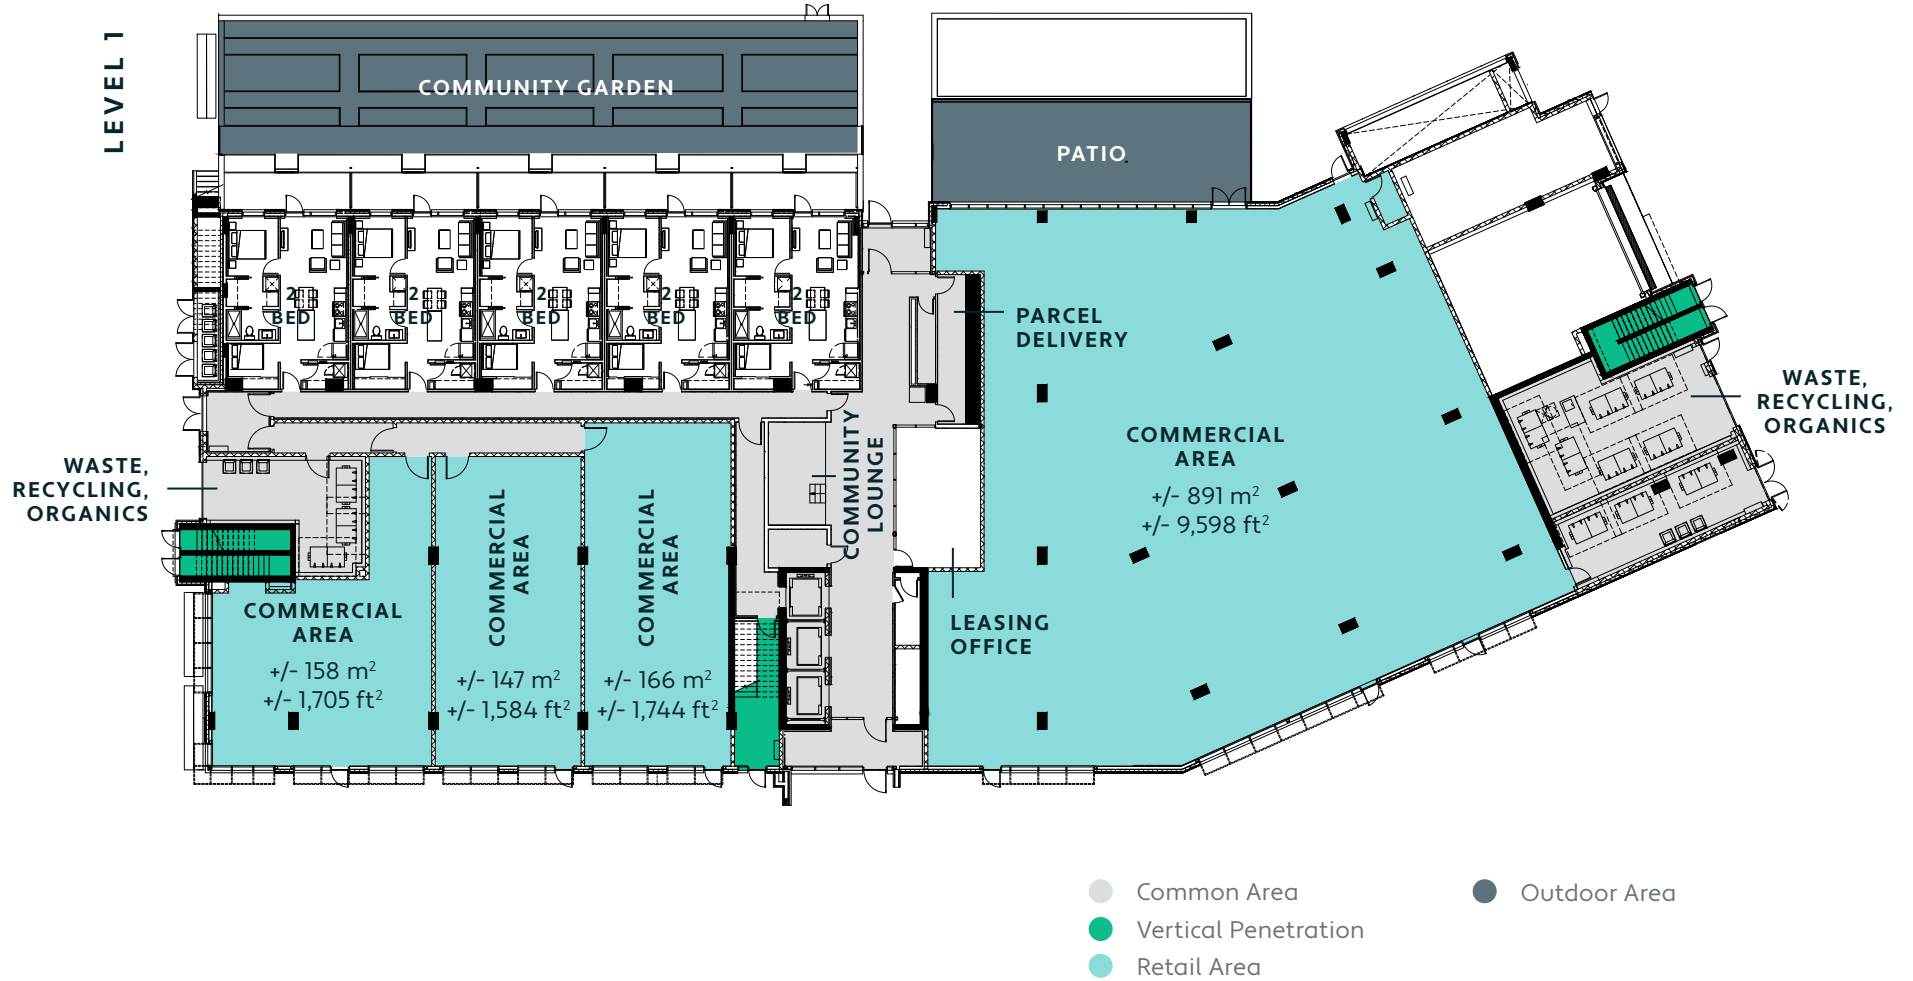 LEVEL 1
COMMUNITY GARDEN
PATIO
2
BED
2
BED
2
BED
2
BED
2
BED
PARCEL
DELIVERY
WASTE,
RECYCLING,
ORGANICS
COMMUNITY
LOUNGE
COMMERCIAL
AREA
+/- 891 m²
+/- 9,598 ft²
WASTE,
RECYCLING,
ORGANICS
COMMERCIAL
AREA
+/- 158 m²
+/- 1,705 ft²
COMMERCIAL
AREA
+/- 147 m²
+/- 1,584 ft²
COMMERCIAL
AREA
+/- 166 m²
+/- 1,744 ft²
LEASING
OFFICE
Common Area
Vertical Penetration
Retail Area
Outdoor Area